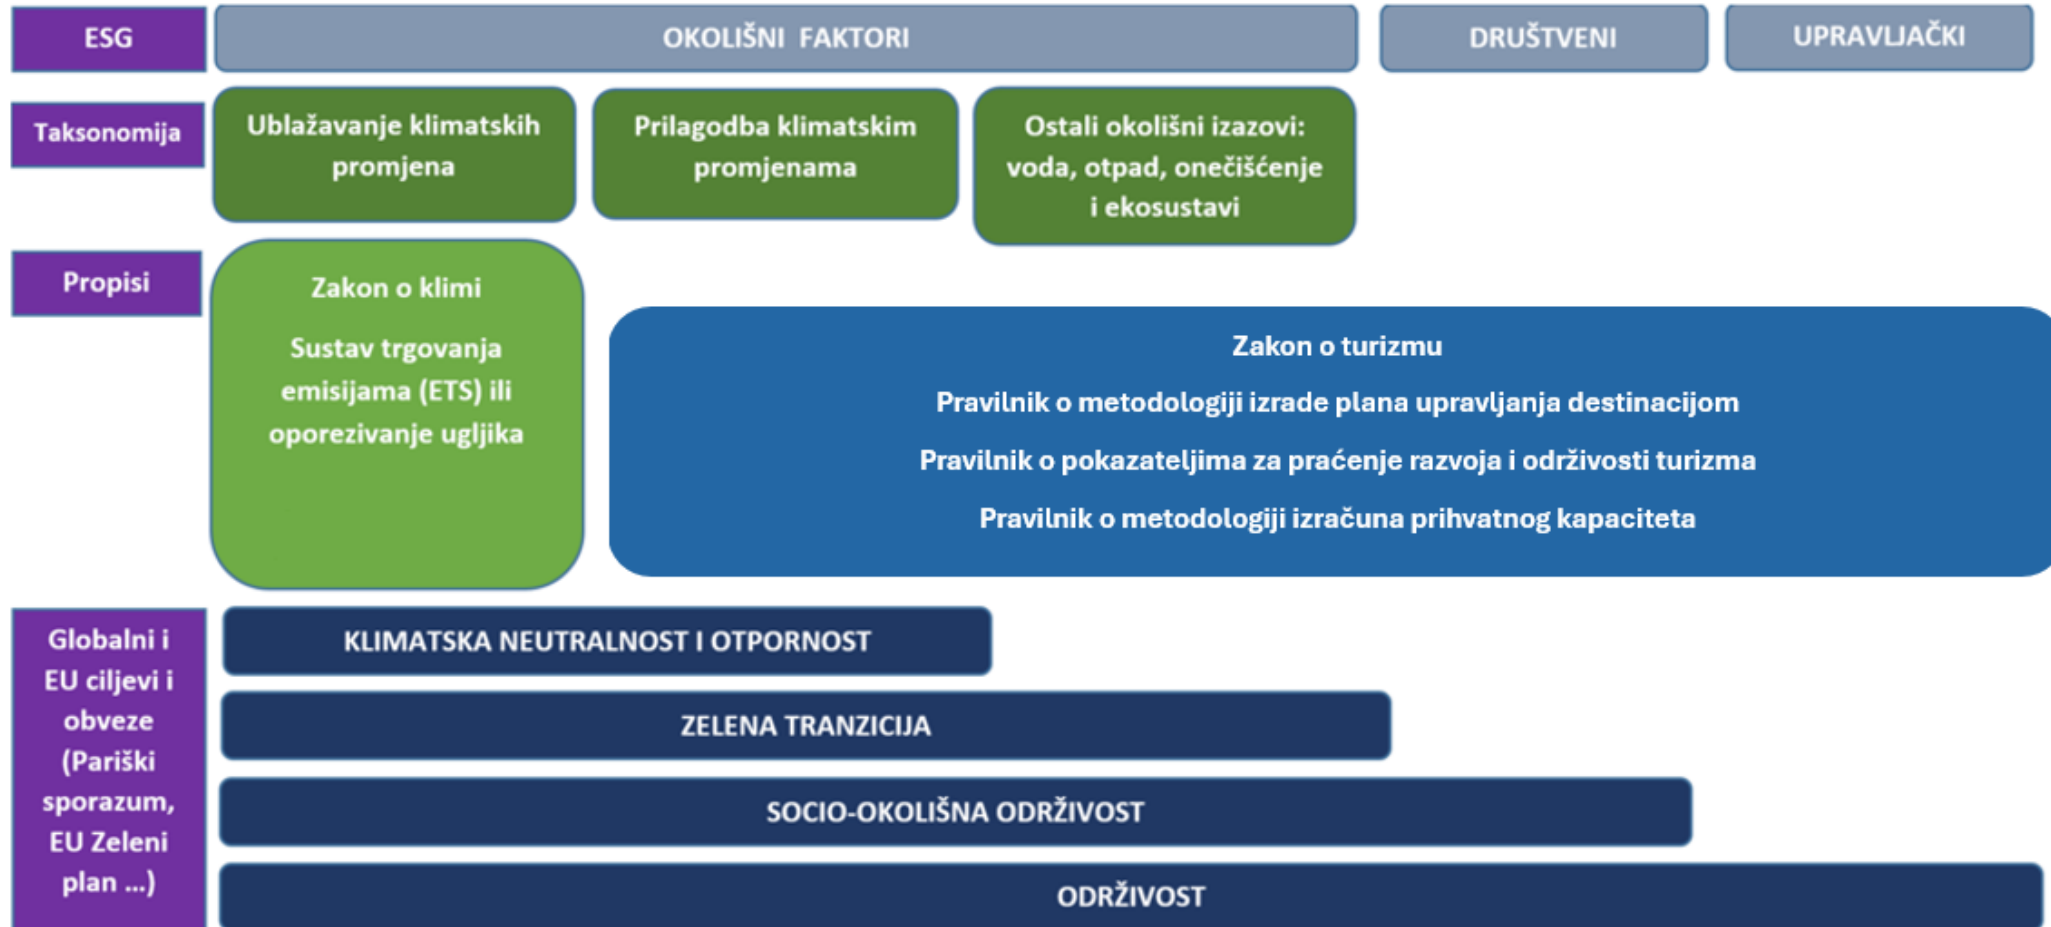 ESG
OKOLIŠNI FAKTORI
DRUŠTVENI
UPRAVLJAČKI
Taksonomija
Ublažavanje klimatskih
promjena
Prilagodba klimatskim
promjenama
Ostali okolišni izazovi:
voda, otpad, onečišćenje
i ekosustavi
Propisi
Zakon o klimi
Sustav trgovanja
emisijama (ETS) ili
oporezivanje ugljika
Zakon o turizmu
Pravilnik o metodologiji izrade plana upravljanja destinacijom
Pravilnik o pokazateljima za praćenje razvoja i održivosti turizma
Pravilnik o metodologiji izračuna prihvatnog kapaciteta
Globalni i
EU ciljevi i
obveze
(Pariški
sporazum,
EU Zeleni
plan ...)
KLIMATSKA NEUTRALNOST I OTPORNOST
ZELENA TRANZICIJA
SOCIO-OKOLIŠNA ODRŽIVOST
ODRŽIVOST